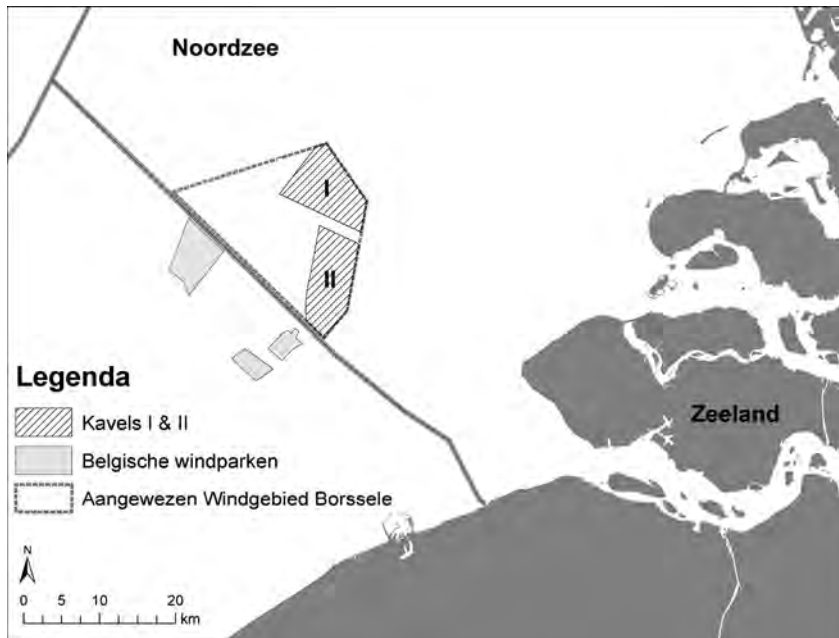 Noordzee
I
II
Legenda
Kavels I & II
Zeeland
Belgische windparken
Aangewezen Windgebied Borssele
N
0 5 10 20
km